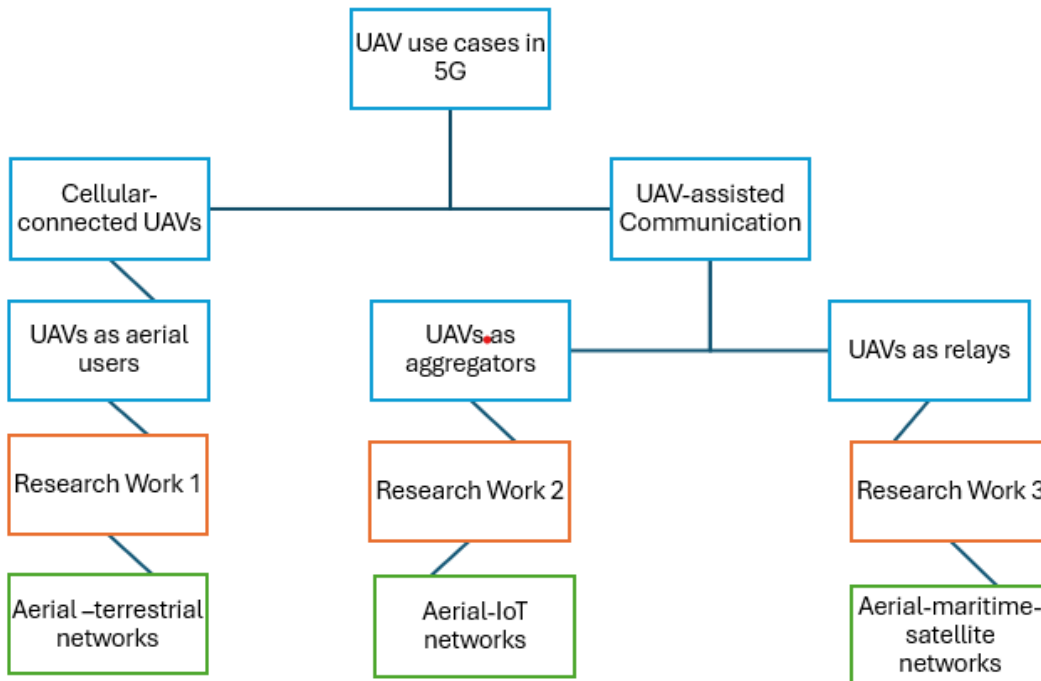 UAV use cases in
5G
Cellular-
connected UAVs
UAV-assisted
Communication
UAVs as aerial
users
UAVs as
aggregators
UAVs as relays
Research Work 1
Research Work 2
Research Work 3
Aerial –terrestrial
networks
Aerial-IoT
networks
Aerial-maritime-
satellite
networks